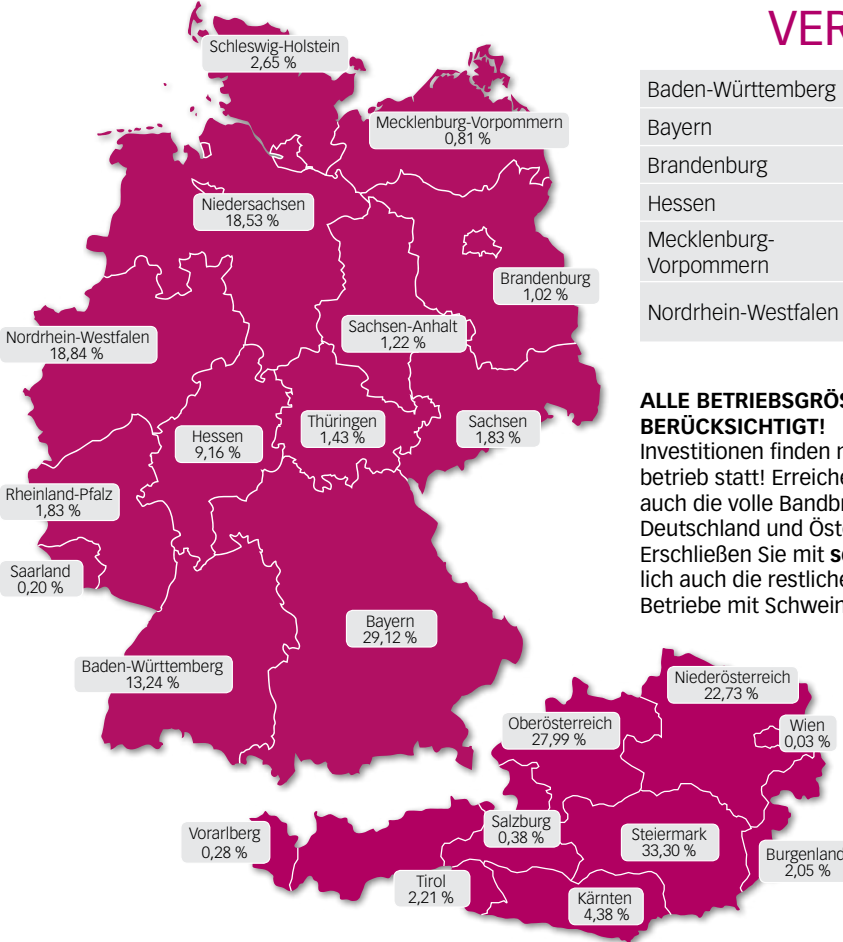 VER
Schleswig-Holstein
2,65 %
Mecklenburg-Vorpommern
0,81 %
Niedersachsen
18,53 %
Brandenburg
1,02 %
Nordrhein-Westfalen
18,84 %
Sachsen-Anhalt
1,22 %
Hessen
9,16 %
Thüringen
1,43 %
Sachsen
1,83 %
Rheinland-Pfalz
1,83 %
Saarland
0,20 %
Bayern
29,12 %
Baden-Württemberg
13,24 %
Baden-Württemberg
Bayern
Brandenburg
Hessen
Mecklenburg-
Vorpommern
Nordrhein-Westfalen
ALLE BETRIEBSGRÖS
BERÜCKSICHTIGT!
Investitionen finden
betrieb statt! Erreiche
auch die volle Bandb
Deutschland und Öste
Erschließen Sie mit
lich auch die restliche
Betriebe mit Schwein
Niederösterreich
22,73 %
Oberösterreich
27,99 %
Wien
0,03 %
Salzburg
0,38 %
Steiermark
33,30 %
Vorarlberg
0,28 %
Burgenland
2,05 %
Tirol
2,21 %
Kärnten
4,38 %